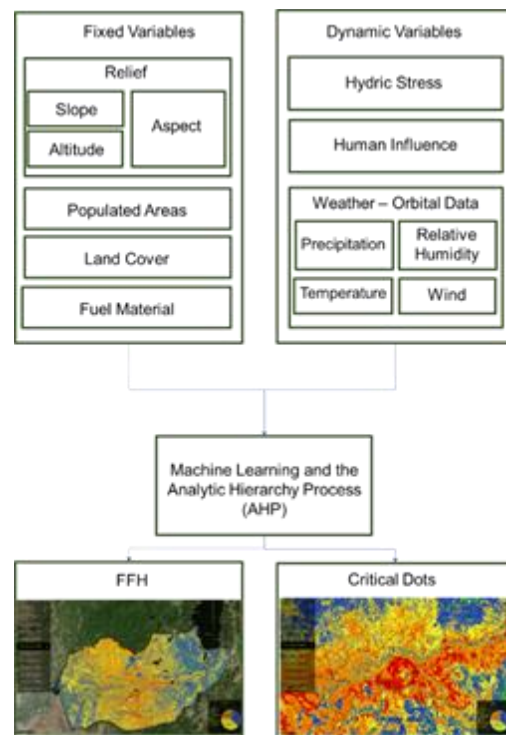 Fixed Variables
Relief
Slope
Altitude
Aspect
Populated Areas
Land Cover
Fuel Material
Dynamic Variables
Hydric Stress
Human Influence
Weather – Orbital Data
Precipitation
Relative
Humidity
Temperature
Wind
Machine Learning and the
Analytic Hierarchy Process
(AHP)
FFH
Critical Dots